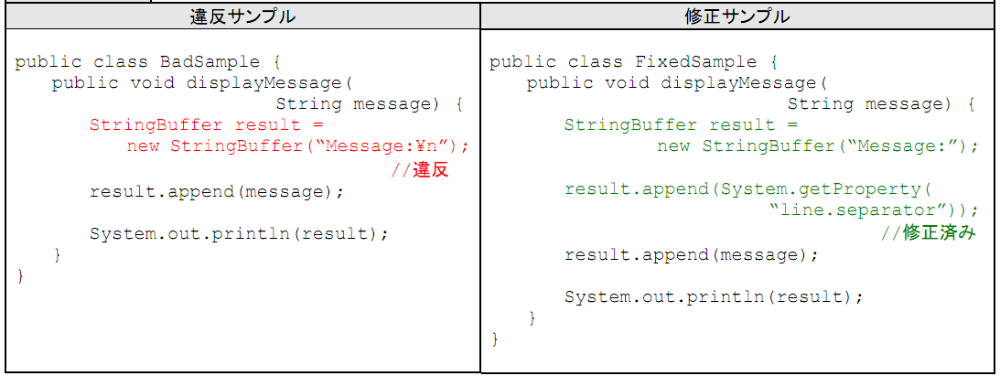 違反サンプル
public class BadSample {
public void displayMessage(
String message) {
StringBuffer result =
new StringBuffer(“Message:¥n”);
//違反
result.append(message);
System.out.println(result);
}
}
修正サンプル
public class FixedSample {
public void displayMessage(
String message) {
StringBuffer result =
new StringBuffer(“Message:”);
result.append(System.getProperty(
“line.separator”));
//修正済み
result.append(message);
System.out.println(result);
}
}